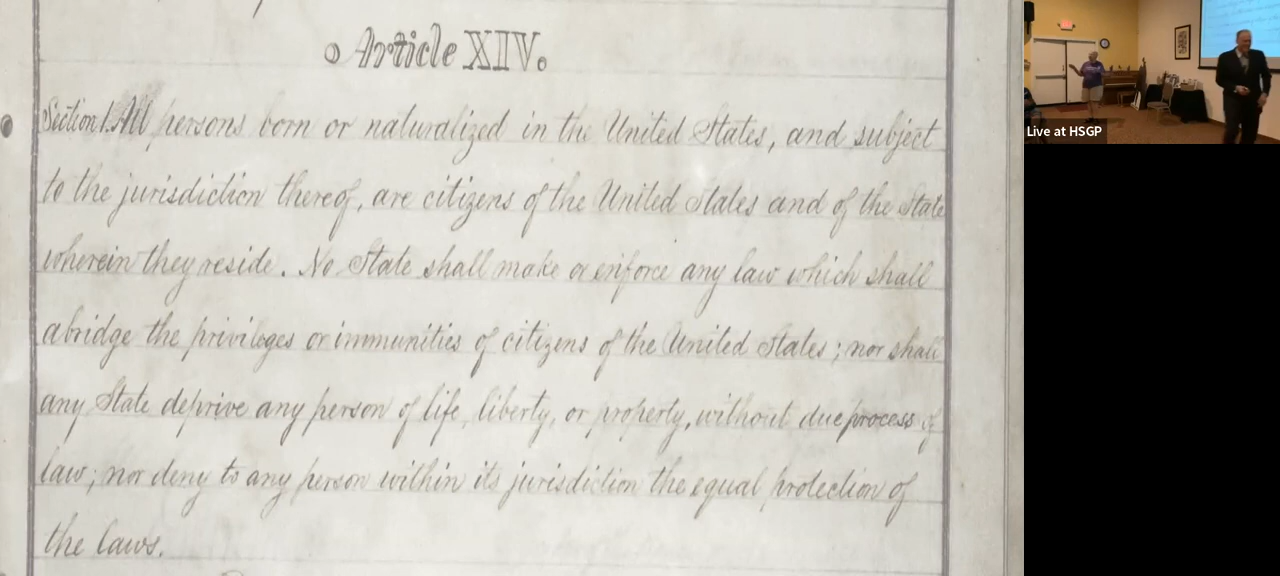 Article XIV.
Section 1. All persons born or naturalized in the United States, and subject
to the jurisdiction thereof, are citizens of the United States and of the State
wherein they reside. No State shall make or enforce any law which shall
abridge the privileges or immunities of citizens of the United States; nor shall
any State deprive any person of life, liberty, or property, without due process of
law; nor deny to any person within its jurisdiction the equal protection of
the laws.
Live at HSGP